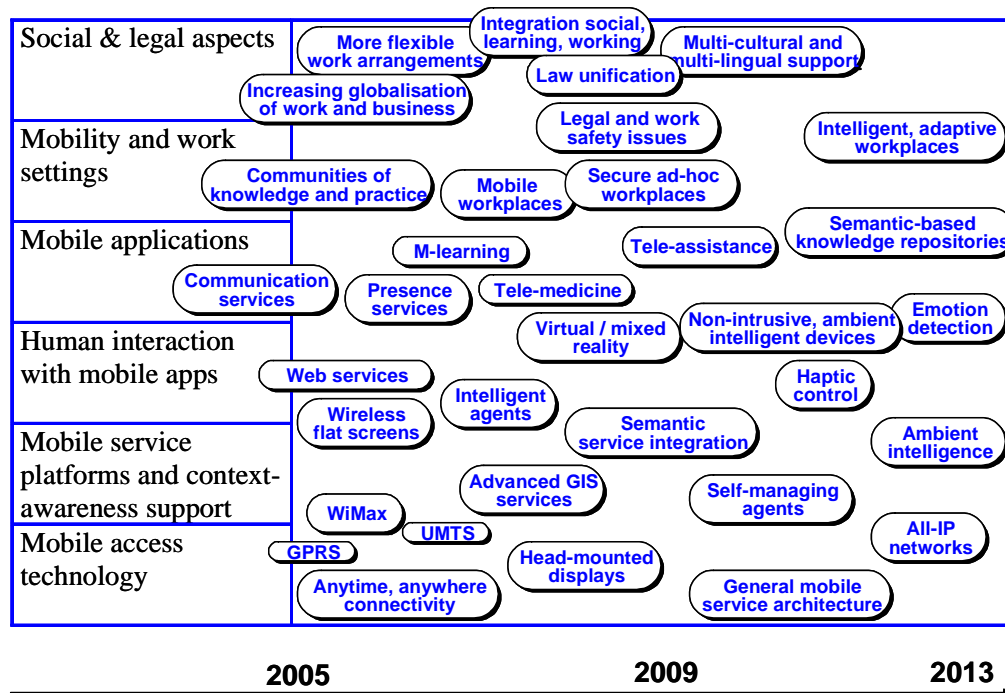 Social & legal aspects
More flexible
work arrangements
Integration social,
learning, working
Multi-cultural and
multi-lingual support
Law unification
Increasing globalisation
of work and business
Mobility and work
settings
Legal and work
safety issues
Intelligent, adaptive
workplaces
Communities of
knowledge and practice
Mobile
workplaces
Secure ad-hoc
workplaces
Mobile applications
M-learning
Tele-assistance
Semantic-based
knowledge repositories
Communication
services
Presence
services
Tele-medicine
Virtual / mixed
reality
Non-intrusive, ambient
intelligent devices
Emotion
detection
Human interaction
with mobile apps
Web services
Intelligent
agents
Haptic
control
Wireless
flat screens
Semantic
service integration
Ambient
intelligence
Mobile service
platforms and context-
awareness support
Advanced GIS
services
Self-managing
agents
WiMax
UMTS
All-IP
networks
Mobile access
technology
GPRS
Head-mounted
displays
Anytime, anywhere
connectivity
General mobile
service architecture
2005
2009
2013